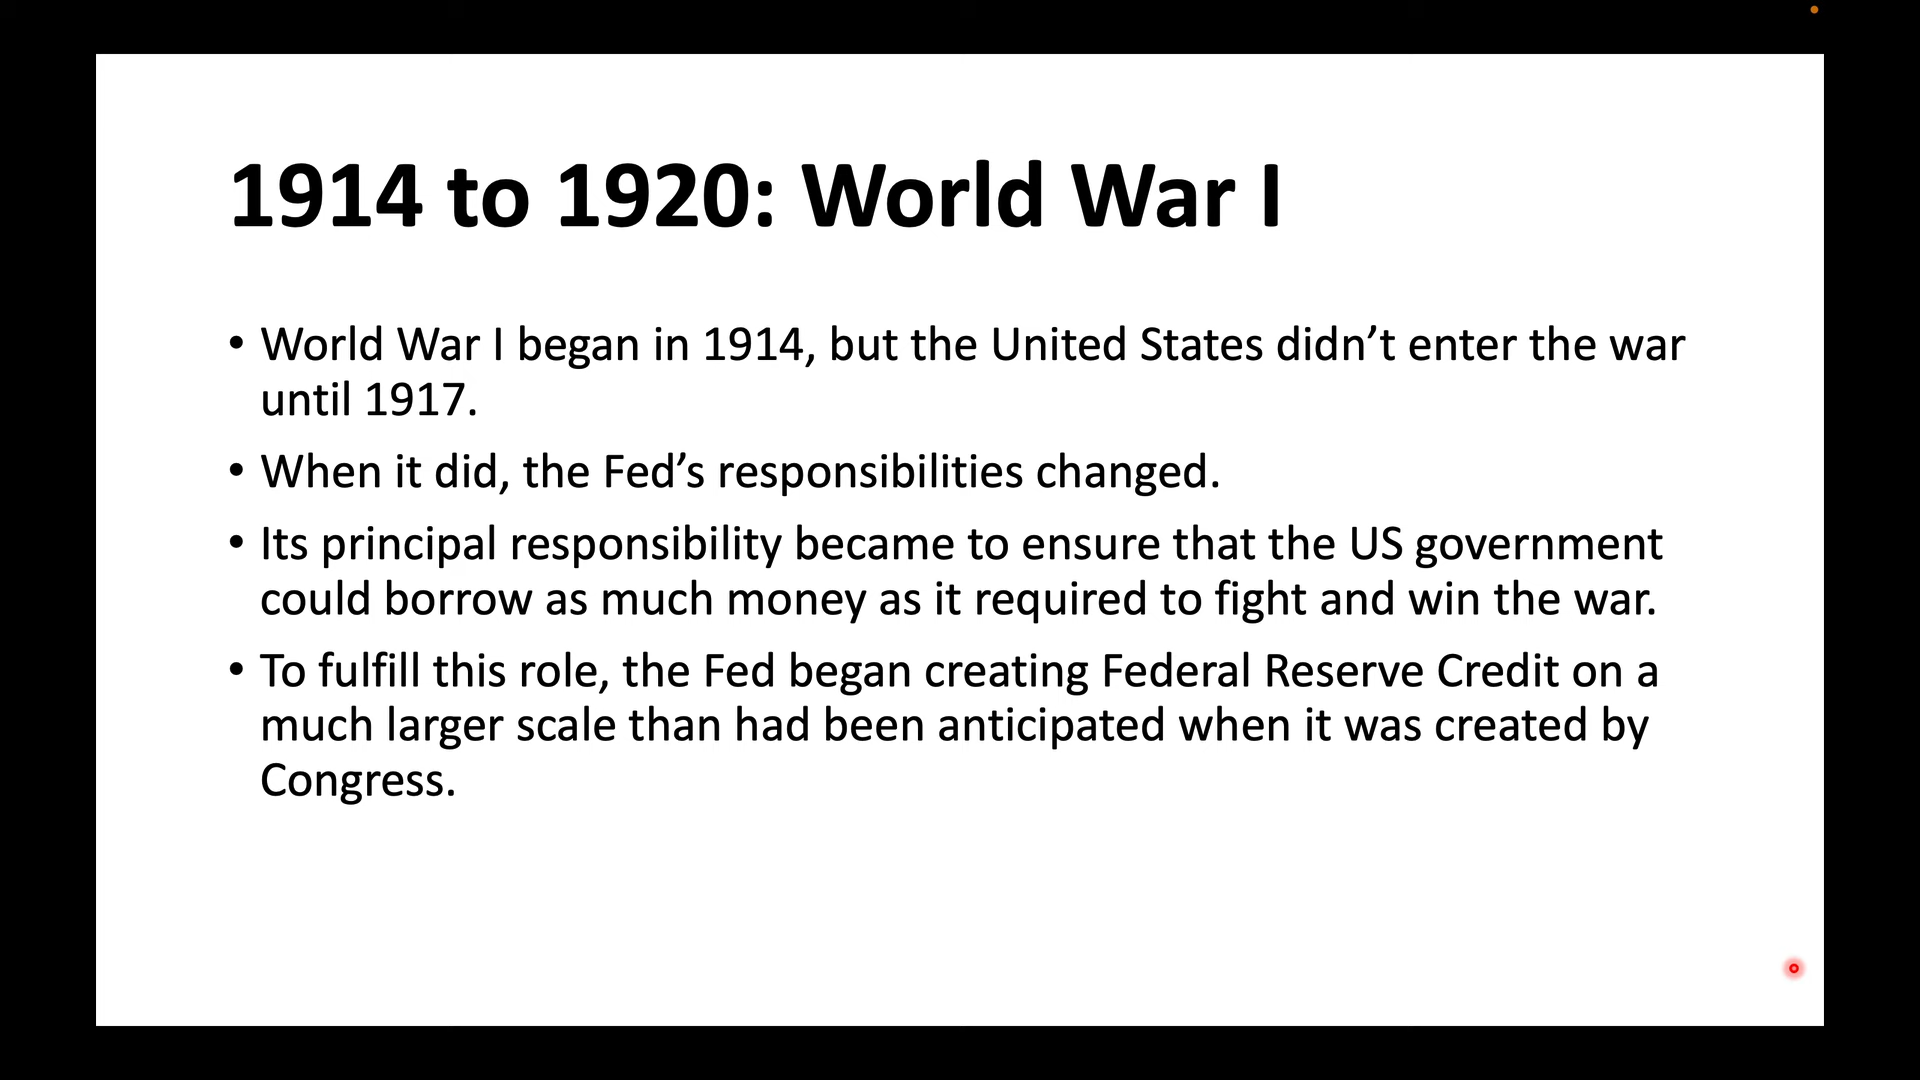 1914 to 1920: World War I
• World War I began in 1914, but the United States didn’t enter the war
until 1917.
• When it did, the Fed’s responsibilities changed.
• Its principal responsibility became to ensure that the US government
could borrow as much money as it required to fight and win the war.
• To fulfill this role, the Fed began creating Federal Reserve Credit on a
much larger scale than had been anticipated when it was created by
Congress.